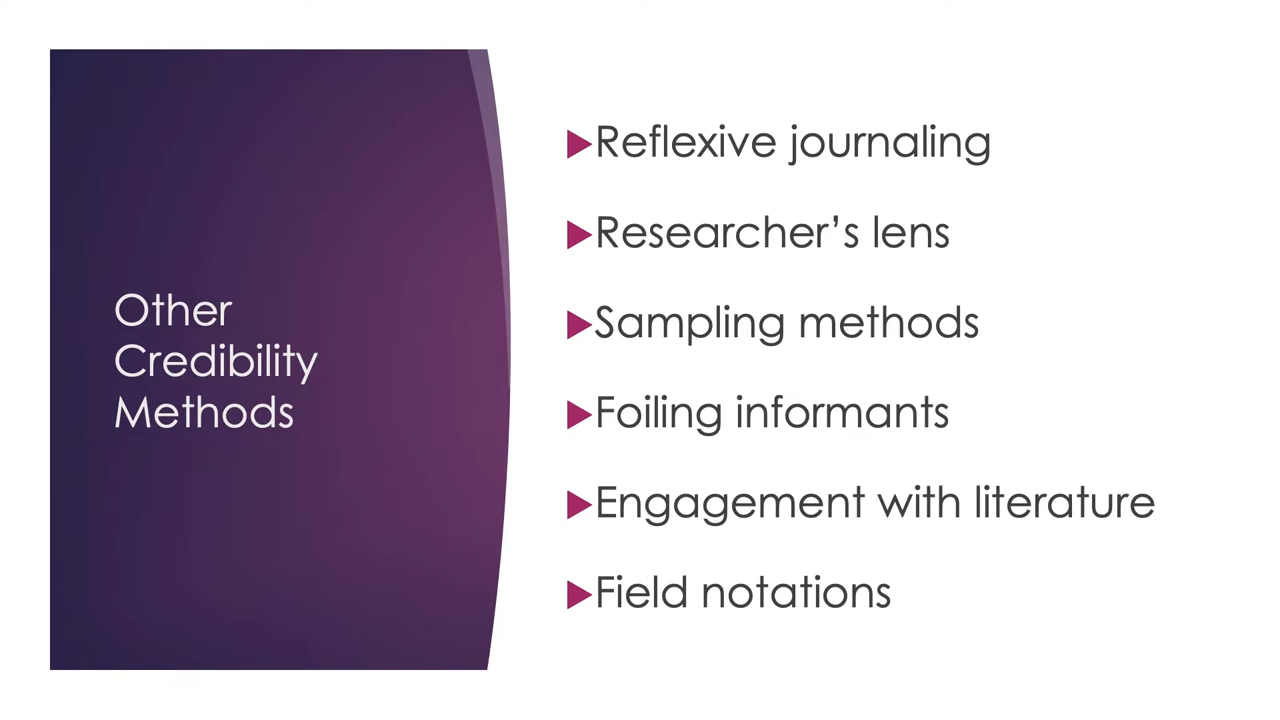 Other
Credibility
Methods
Reflexive journaling
Researcher's lens
Sampling methods
Foiling informants
Engagement with literature
Field notations